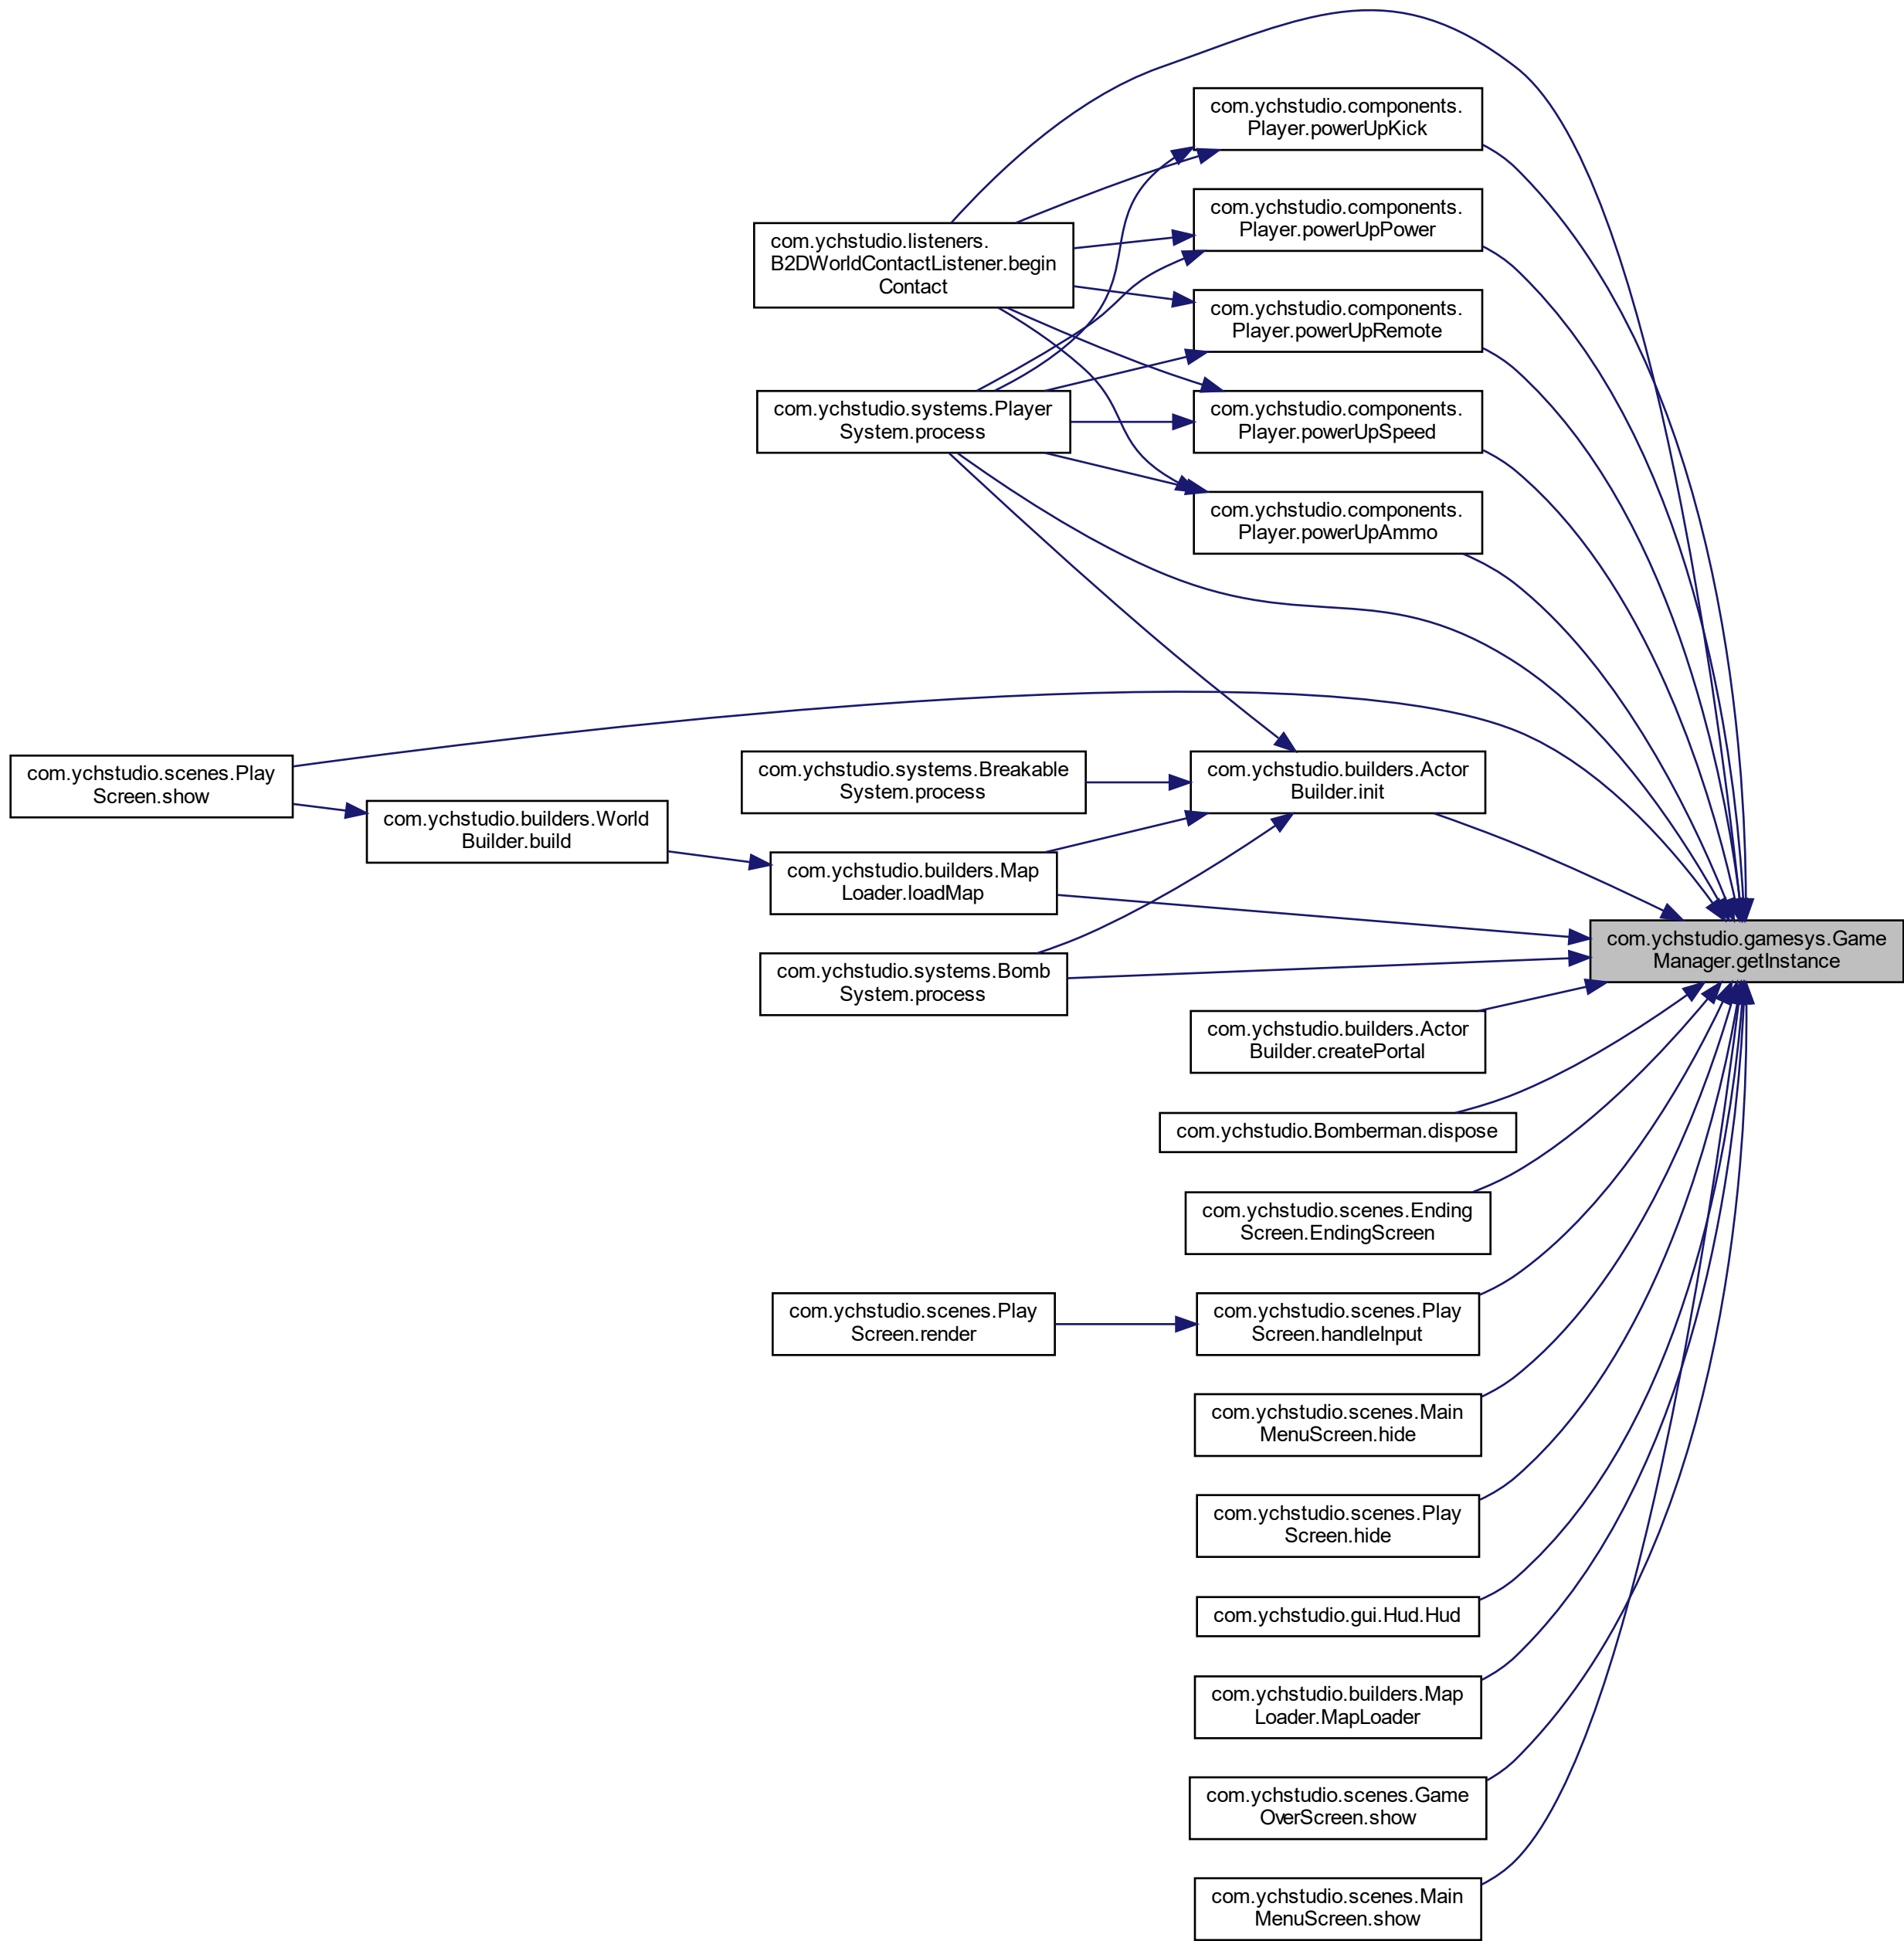 com.ychstudio.components.
Player.powerUpKick
com.ychstudio.components.
Player.powerUpPower
com.ychstudio.listeners.
B2DWorldContactListener.begin
Contact
com.ychstudio.components.
Player.powerUpRemote
com.ychstudio.systems.Player
System.process
com.ychstudio.components.
Player.powerUpSpeed
com.ychstudio.components.
Player.powerUpAmmo
com.ychstudio.scenes.Play
Screen.show
com.ychstudio.systems.Breakable
System.process
com.ychstudio.builders.Actor
Builder.init
com.ychstudio.builders.World
Builder.build
com.ychstudio.builders.Map
Loader.loadMap
com.ychstudio.gamesys.Game
Manager.getInstance
com.ychstudio.systems.Bomb
System.process
com.ychstudio.builders.Actor
Builder.createPortal
com.ychstudio.Bomberman.dispose
com.ychstudio.scenes.Ending
Screen.EndingScreen
com.ychstudio.scenes.Play
Screen.render
com.ychstudio.scenes.Play
Screen.handleInput
com.ychstudio.scenes.Main
MenuScreen.hide
com.ychstudio.scenes.Play
Screen.hide
com.ychstudio.gui.Hud.Hud
com.ychstudio.builders.Map
Loader.MapLoader
com.ychstudio.scenes.Game
OverScreen.show
com.ychstudio.scenes.Main
MenuScreen.show